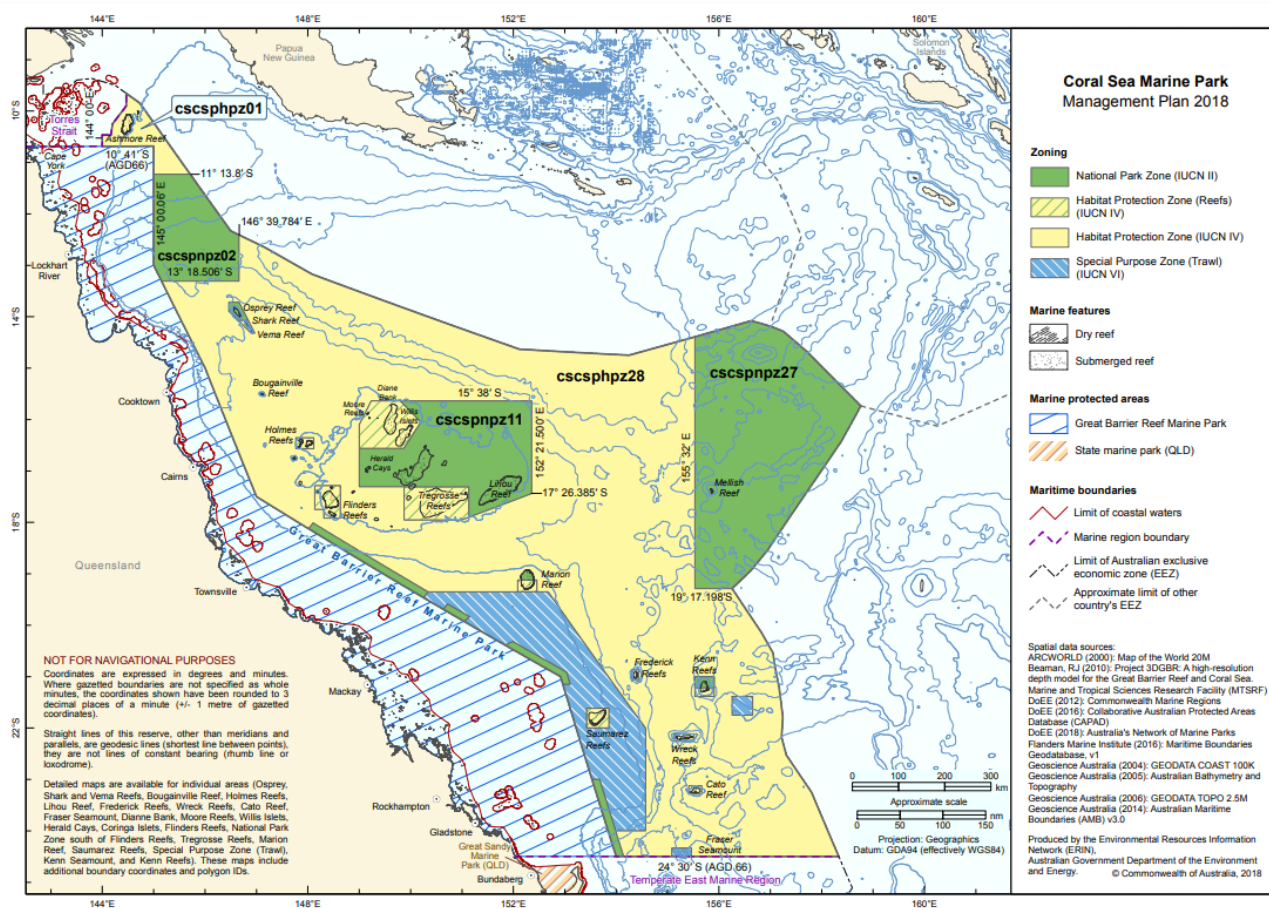 144°E
148°E
152°E
156°E
160°E
Papua
New Guinea
Solomon
Islands
10°S
14°S
18°S
22°S
Torres
Strait
144° 00' E
cscsphpz01
Ashmore Reef
Cape
York
10° 41' S
(AGD66)
11° 13.8' S
145° 00.06' E
146° 39.784' E
cscspnpz02
13° 18.506' S
Lockhart
River
Osprey Reef
Shark Reef
Vema Reef
Bougainville
Reef
Cooktown
Diane
Bank
Moore
Reefs
Willis
Islets
15° 38' S
cscspnpz11
cscsphpz28
cscspnpz27
152° 21.500' E
155° 32' E
Holmes
Reefs
Herald
Cays
Cairns
Lihou
Reef
Tregrosse
Reefs
17° 26.385' S
Mellish
Reef
Flinders
Reefs
Great Barrier Reef Marine Park
Queensland
Townsville
Marion
Reef
19° 17.198'S
Mackay
Frederick
Reefs
Kenn
Reefs
Saumarez
Reefs
Wreck
Reefs
Cato
Reef
Rockhampton
Gladstone
Great Sandy
Marine
Park (QLD)
Bundaberg
Fraser
Seamount
24° 30'S (AGD 66)
Temperate East Marine Region
NOT FOR NAVIGATIONAL PURPOSES
Coordinates are expressed in degrees and minutes.
Where gazetted boundaries are not specified as whole
minutes, the coordinates shown have been rounded to 3
decimal places of a minute (+/- 1 metre of gazetted
coordinates).
Straight lines of this reserve, other than meridians and
parallels, are geodesic lines (shortest line between points),
they are not lines of constant bearing (rhumb line or
loxodrome).
Detailed maps are available for individual areas (Osprey,
Shark and Vema Reefs, Bougainville Reef, Holmes Reefs,
Lihou Reef, Frederick Reefs, Wreck Reefs, Cato Reef,
Fraser Seamount, Dianne Bank, Moore Reefs, Willis Islets,
Herald Cays, Coringa Islets, Flinders Reefs, National Park
Zone south of Flinders Reefs, Tregrosse Reefs, Marion
Reef, Saumarez Reefs, Special Purpose Zone (Trawl),
Kenn Seamount, and Kenn Reefs). These maps include
additional boundary coordinates and polygon IDs.
0 100 200 300
km
Approximate scale
nm
0 50 100 150
Projection: Geographics
Datum: GDA94 (effectively WGS84)
144°E
148°E
152°E
156°E
160°E
Coral Sea Marine Park
Management Plan 2018
Zoning
National Park Zone (IUCN II)
Habitat Protection Zone (Reefs)
(IUCN IV)
Habitat Protection Zone (IUCN IV)
Special Purpose Zone (Trawl)
(IUCN VI)
Marine features
Dry reef
Submerged reef
Marine protected areas
Great Barrier Reef Marine Park
State marine park (QLD)
Maritime boundaries
Limit of coastal waters
Marine region boundary
Limit of Australian exclusive
economic zone (EEZ)
Approximate limit of other
country's EEZ
Spatial data sources:
ARCWORLD (2000): Map of the World 20M
Beaman, RJ (2010): Project 3DGBR: A high-resolution
depth model for the Great Barrier Reef and Coral Sea.
Marine and Tropical Sciences Research Facility (MTSRF)
DoEE (2012): Commonwealth Marine Regions
DoEE (2016): Collaborative Australian Protected Areas
Database (CAPAD)
DoEE (2018): Australia's Network of Marine Parks
Flanders Marine Institute (2016): Maritime Boundaries
Geodatabase, v1
Geoscience Australia (2004): GEODATA COAST 100K
Geoscience Australia (2005): Australian Bathymetry and
Topography
Geoscience Australia (2006): GEODATA TOPO 2.5M
Geoscience Australia (2014): Australian Maritime
Boundaries (AMB) v3.0
Produced by the Environmental Resources Information
Network (ERIN),
Australian Government Department of the Environment
and Energy. © Commonwealth of Australia, 2018